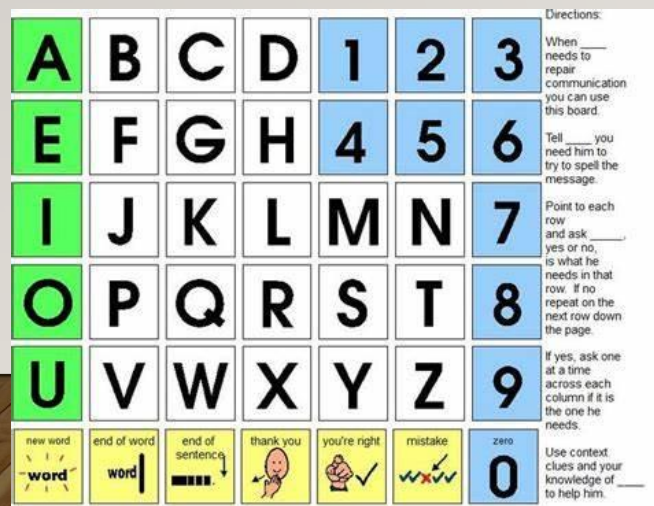 A B C D 1 2 3
E F G H 4 5 6
I J K L M N 7
O P Q R S T 8
U V W X Y Z 9
new word end of word end of thank you you're right mistake zero
sentence
word word 0
Directions:
When ____
needs to
repair
communication
you can use
this board.
Tell ____ you
need him to
try to spell the
message.
Point to each
row
and ask _____,
yes or no,
is what he
needs in that
row. If no
repeat on the
next row down
the page.
If yes, ask one
at a time
across each
column if it is
the one he
needs.
Use context
clues and your
knowledge of ____
to help him.